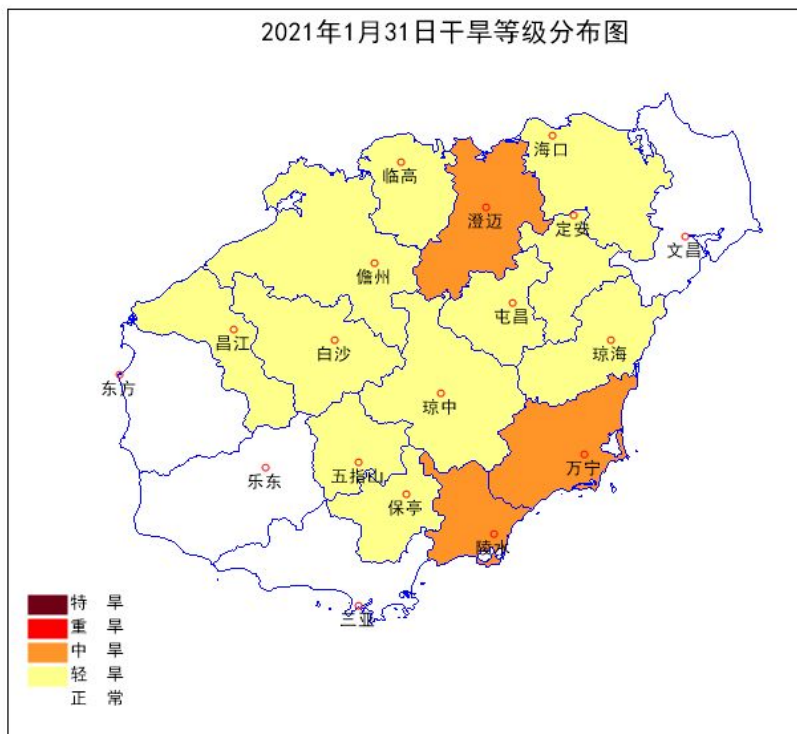 2021年1月31日干旱等级分布图
海口
临高
澄迈
定安
文昌
儋州
屯昌
昌江
白沙
琼海
东方
琼中
乐东
五指山
万宁
保亭
陵水
三亚
特 旱
重 旱
中 旱
轻 旱
正 常